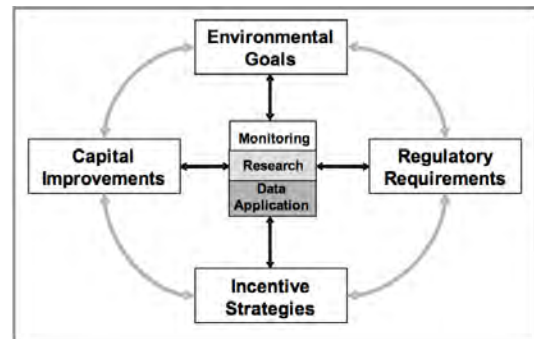 Environmental
Goals
Monitoring
Capital
Improvements
Research
Regulatory
Requirements
Data
Application
Incentive
Strategies